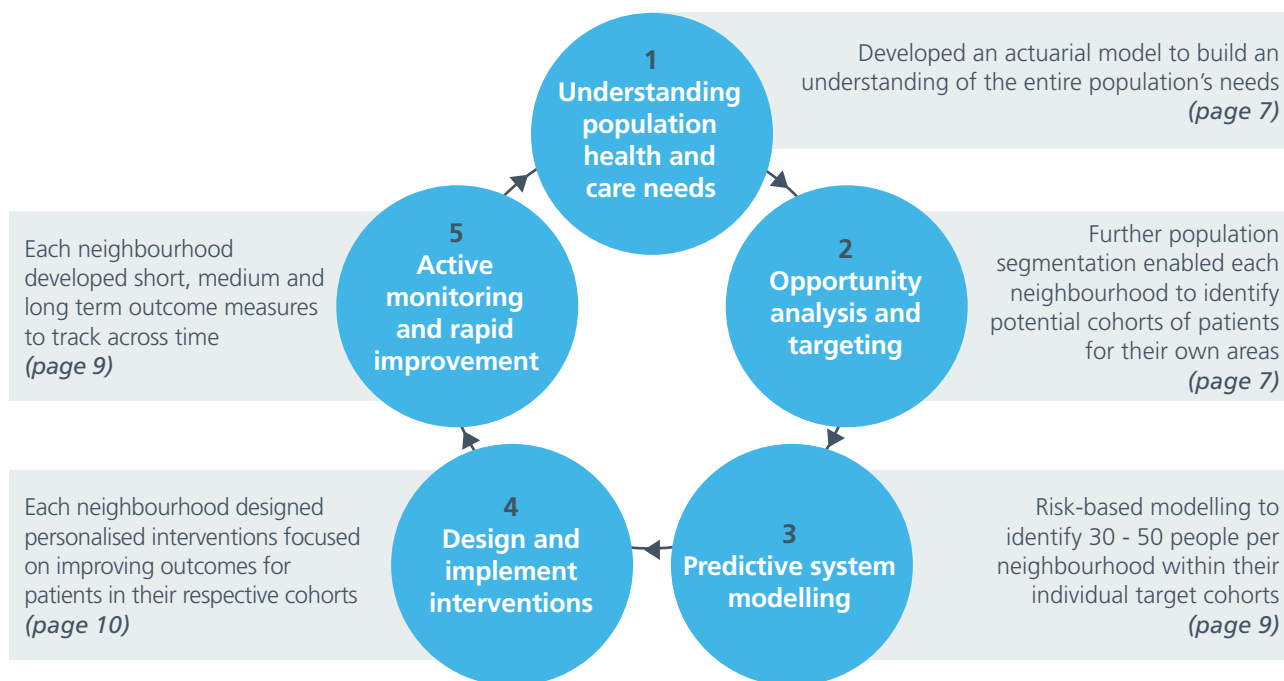 1
Understanding
population
health and
care needs
Developed an actuarial model to build an
understanding of the entire population's needs
(page 7)
2
Opportunity
analysis and
targeting
Further population
segmentation enabled each
neighbourhood to identify
potential cohorts of patients
for their own areas
(page 7)
3
Predictive system
modelling
Risk-based modelling to
identify 30 - 50 people per
neighbourhood within their
individual target cohorts
(page 9)
4
Design and
implement
interventions
Each neighbourhood designed
personalised interventions focused
on improving outcomes for
patients in their respective cohorts
(page 10)
5
Active
monitoring
and rapid
improvement
Each neighbourhood
developed short, medium and
long term outcome measures
to track across time
(page 9)